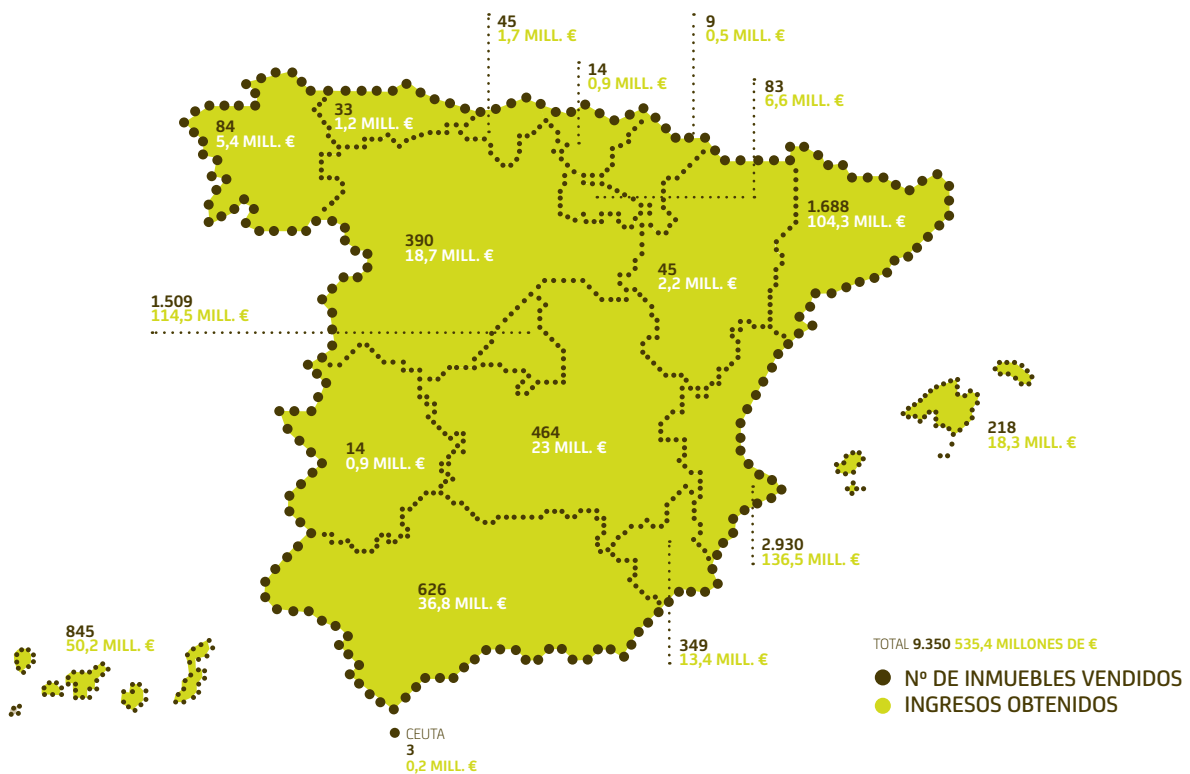 45
1,7 MILL. €
9
0,5 MILL. €
14
0,9 MILL. €
83
6,6 MILL. €
33
1,2 MILL. €
84
5,4 MILL. €
1.688
104,3 MILL. €
390
18,7 MILL. €
45
2,2 MILL. €
1.509
114,5 MILL. €
218
18,3 MILL. €
464
23 MILL. €
14
0,9 MILL. €
2.930
136,5 MILL. €
626
36,8 MILL. €
845
50,2 MILL. €
349
13,4 MILL. €
TOTAL 9.350 535,4 MILLONES DE €
Nº DE INMUEBLES VENDIDOS
INGRESOS OBTENIDOS
CEUTA
3
0,2 MILL. €